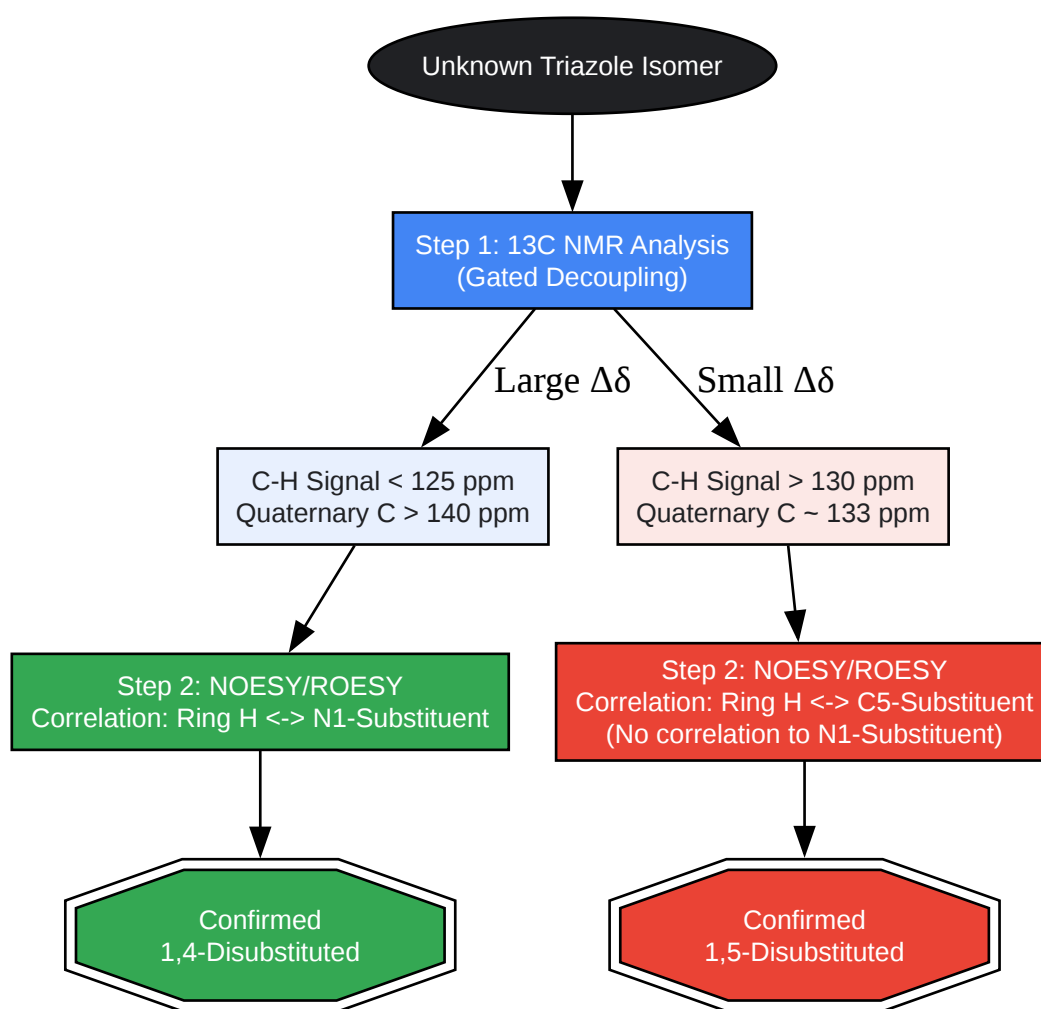 Unknown Triazole Isomer
Step 1: 13C NMR Analysis
(Gated Decoupling)
Large Δδ
Small Δδ
C-H Signal < 125 ppm
Quaternary C > 140 ppm
C-H Signal > 130 ppm
Quaternary C ~ 133 ppm
Step 2: NOESY/ROESY
Correlation: Ring H <-> N1-Substituent
Step 2: NOESY/ROESY
Correlation: Ring H <-> C5-Substituent
(No correlation to N1-Substituent)
Confirmed
1,4-Disubstituted
Confirmed
1,5-Disubstituted